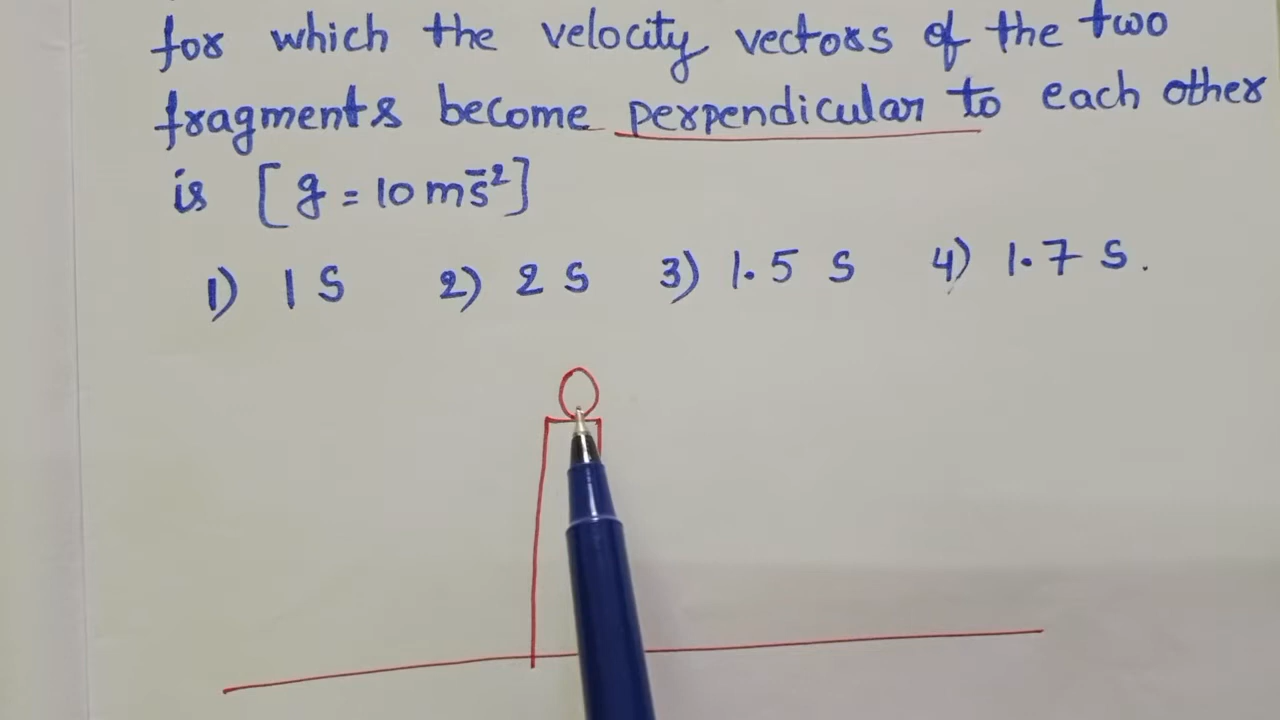 for which the velocity vectors of the two
fragments become perpendicular to each other
is [g = 10 ms̄²]
1) 1 S 2) 2 S 3) 1.5 S 4) 1.7 S.